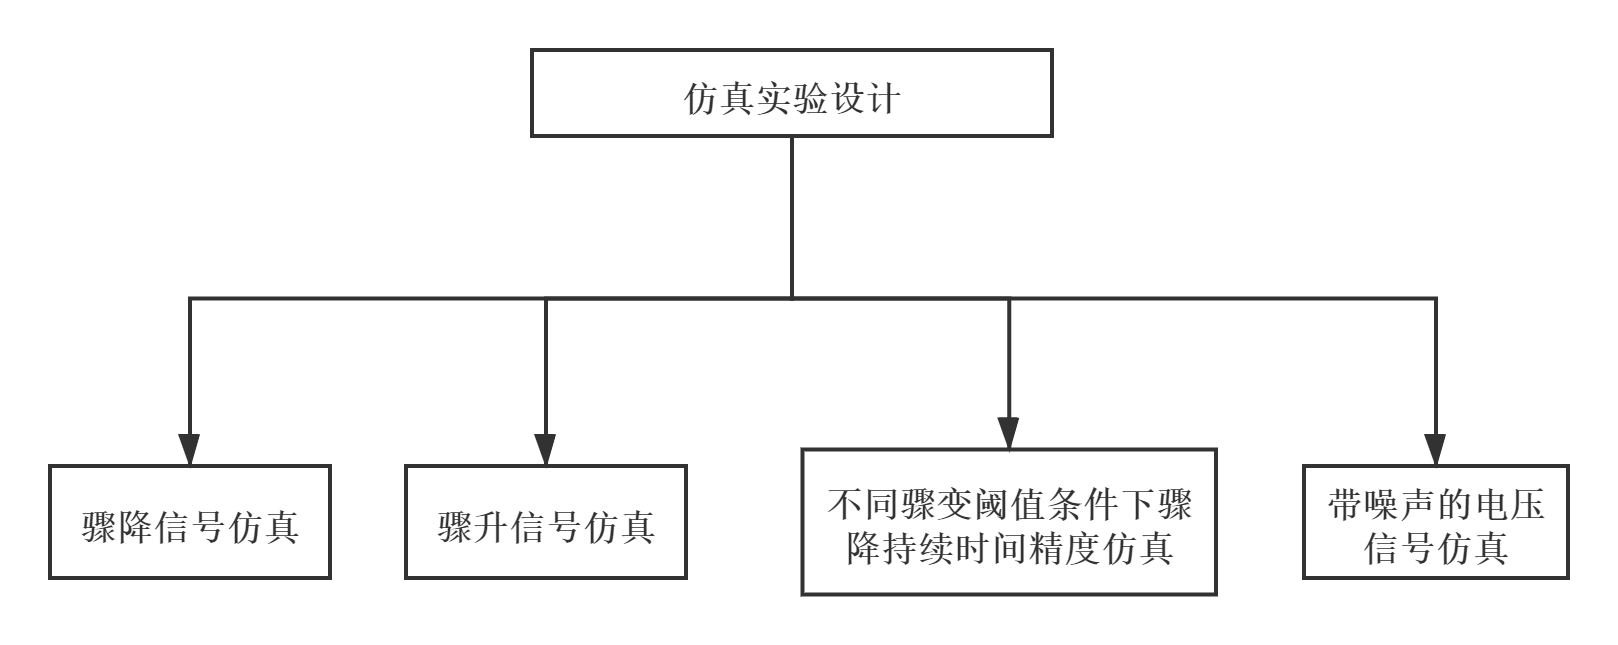 仿真实验设计
骤降信号仿真
骤升信号仿真
不同骤变阈值条件下骤
降持续时间精度仿真
带噪声的电压
信号仿真